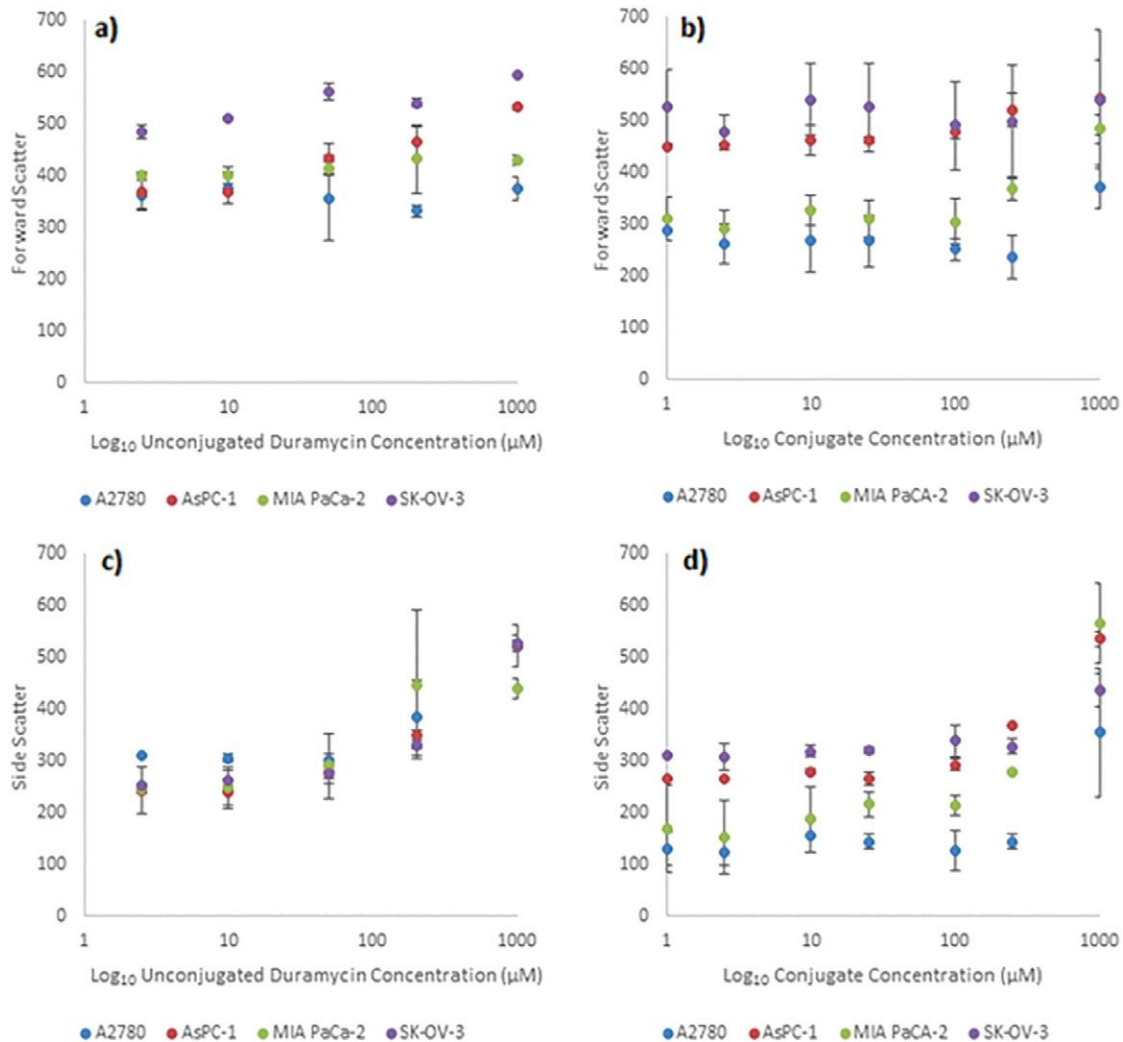 a)
700
600
500
400
300
200
100
0
Forward Scatter
1 10 100 1000
Log10 Unconjugated Duramycin Concentration (µM)
A2780 AsPC-1 MIA PaCa-2 SK-OV-3
b)
700
600
500
400
300
200
100
0
Forward Scatter
1 10 100 1000
Log10 Conjugate Concentration (µM)
A2780 AsPC-1 MIA PaCA-2 SK-OV-3
c)
700
600
500
400
300
200
100
0
Side Scatter
1 10 100 1000
Log10 Unconjugated Duramycin Concentration (µM)
A2780 AsPC-1 MIA PaCa-2 SK-OV-3
d)
700
600
500
400
300
200
100
0
Side Scatter
1 10 100 1000
Log10 Conjugate Concentration (µM)
A2780 AsPC-1 MIA PaCA-2 SK-OV-3